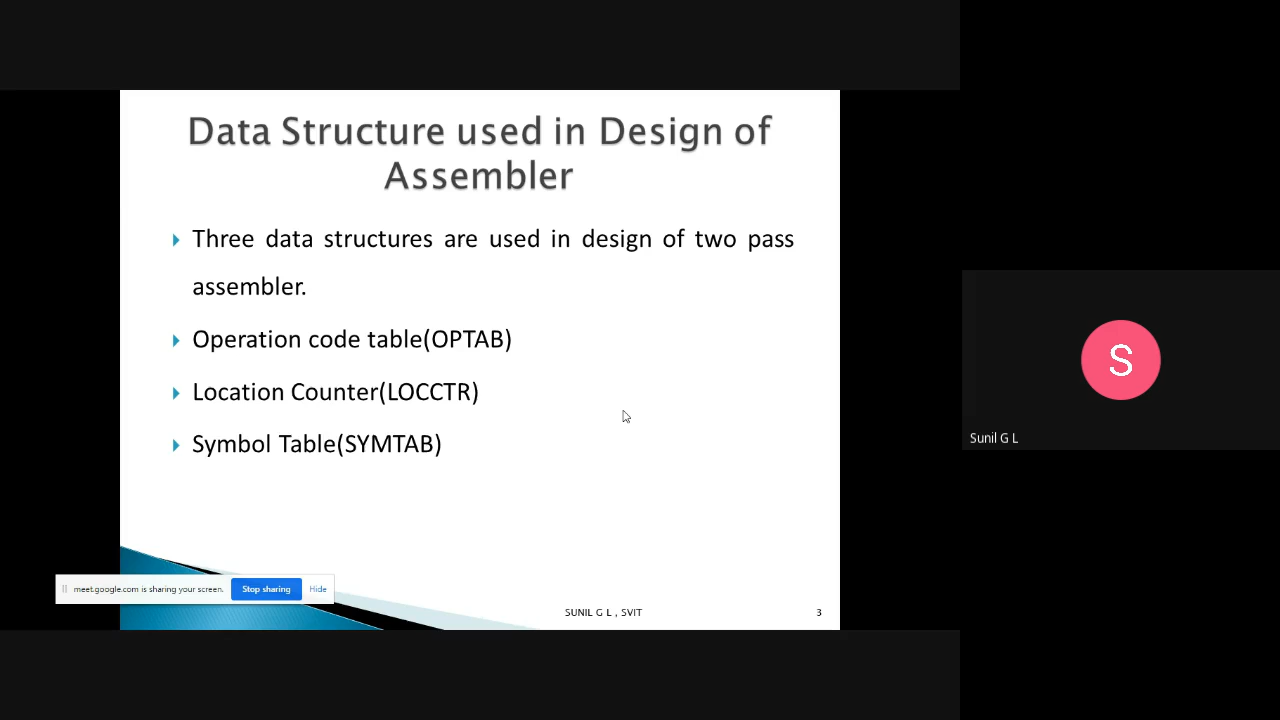 Data Structure used in Design of
Assembler
Three data structures are used in design of two pass
assembler.
Operation code table(OPTAB)
Location Counter(LOCCTR)
Symbol Table(SYMTAB)
meet.google.com is sharing your screen.
Stop sharing
Hide
SUNIL G L , SVIT
3
S
Sunil G L